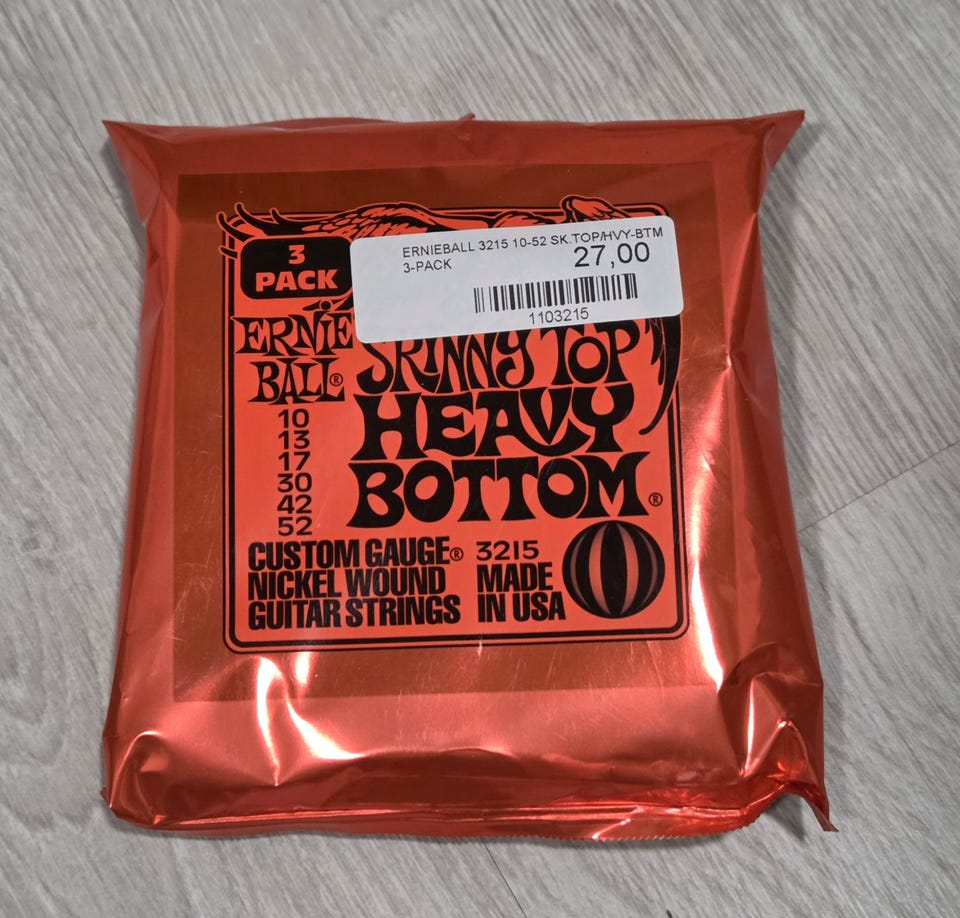 ERNIEBALL 3215 10-52 SK.TOP/HVY-BTM
3-PACK
27,00
1103215
3
PACK
ERNIE
BALL®
10
13
17
30
42
52
SKINNY TOP
HEAVY
BOTTOM®
CUSTOM GAUGE®
NICKEL WOUND
GUITAR STRINGS
3215
MADE
IN USA